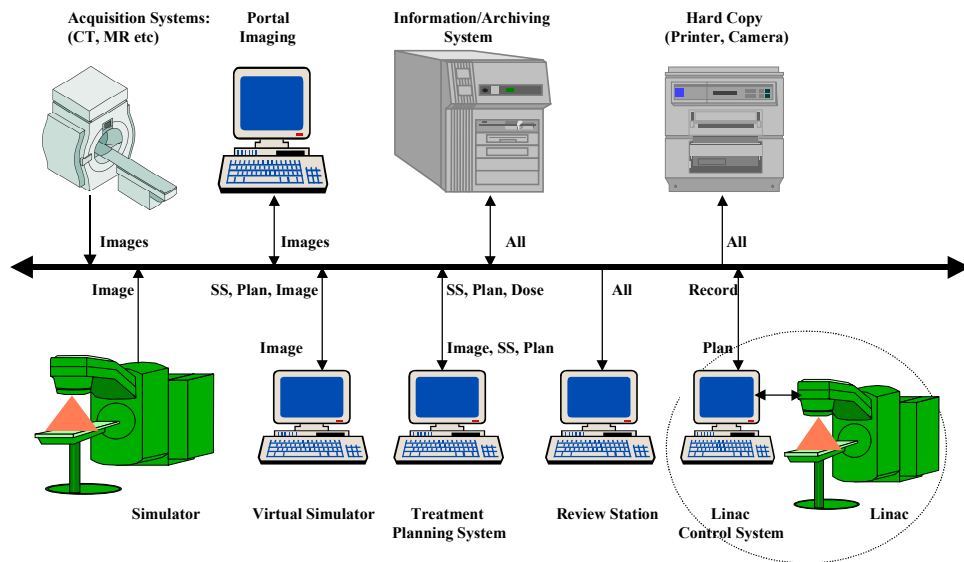 Acquisition Systems:
(CT, MR etc)
Portal
Imaging
Information/Archiving
System
Hard Copy
(Printer, Camera)
Images
Images
All
All
Image
SS, Plan, Image
SS, Plan, Dose
All
Record
Image
Image, SS, Plan
Plan
Simulator
Virtual Simulator
Treatment
Planning System
Review Station
Linac
Control System
Linac